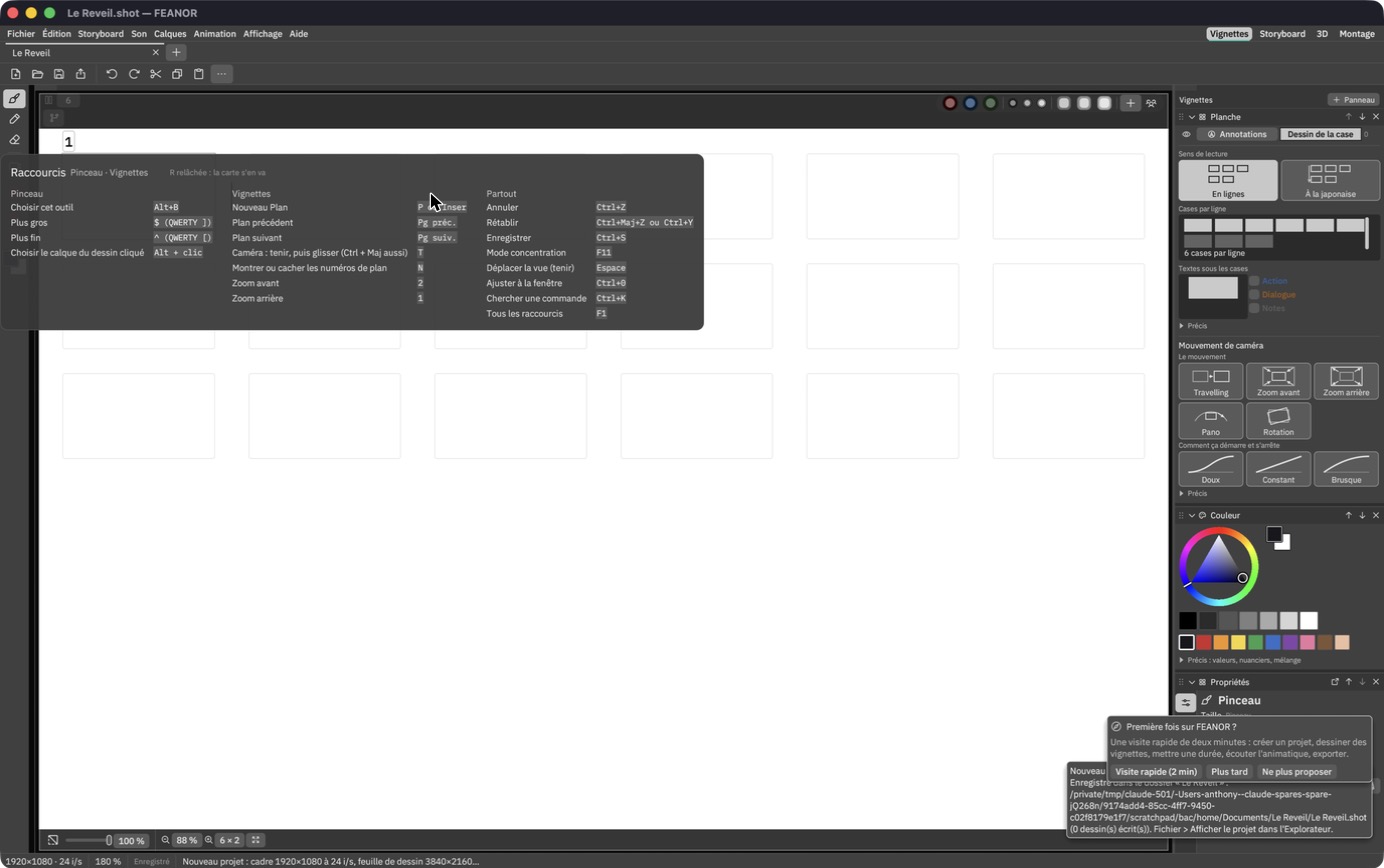 Le Reveil.shot — FEANOR
Fichier Édition Storyboard Son Calques Animation Affichage Aide
Vignettes Storyboard 3D Montage
Le Reveil
6
1
Raccourcis Pinceau - Vignettes R relâchée : la carte s'en va
Pinceau
Choisir cet outil Alt+B
Plus gros $ (QWERTY ])
Plus fin ^ (QWERTY [)
Choisir le calque du dessin cliqué Alt + clic
Vignettes
Nouveau Plan P Inser
Plan précédent Pg préc.
Plan suivant Pg suiv.
Caméra : tenir, puis glisser (Ctrl + Maj aussi) T
Montrer ou cacher les numéros de plan N
Zoom avant 2
Zoom arrière 1
Partout
Annuler Ctrl+Z
Rétablir Ctrl+Maj+Z ou Ctrl+Y
Enregistrer Ctrl+S
Mode concentration F11
Déplacer la vue (tenir) Espace
Ajuster à la fenêtre Ctrl+0
Chercher une commande Ctrl+K
Tous les raccourcis F1
Vignettes + Panneau
Planche
Annotations Dessin de la case 0
Sens de lecture
En lignes À la japonaise
Cases par ligne
6 cases par ligne
Textes sous les cases
Action
Dialogue
Notes
Précis
Mouvement de caméra
Le mouvement
Travelling Zoom avant Zoom arrière
Pano Rotation
Comment ça démarre et s'arrête
Doux Constant Brusque
Précis
Couleur
Précis : valeurs, nuanciers, mélange
Propriétés
Pinceau
Première fois sur FEANOR ?
Une visite rapide de deux minutes : créer un projet, dessiner des
vignettes, mettre une durée, écouter l'animatique, exporter.
Visite rapide (2 min) Plus tard Ne plus proposer
Nouveau
Enregistré dans le dossier « Le Reveil » :
/private/tmp/claude-501/-Users-anthony--claude-spares-spare-
jQ268n/9174add4-85cc-4ff7-9450-
c02f8179e1f7/scratchpad/bac/home/Documents/Le Reveil/Le Reveil.shot
(0 dessin(s) écrit(s)). Fichier > Afficher le projet dans l'Explorateur.
100 % 88 % 6 × 2
1920×1080 · 24 i/s 180 % Enregistré Nouveau projet : cadre 1920×1080 à 24 i/s, feuille de dessin 3840×2160...